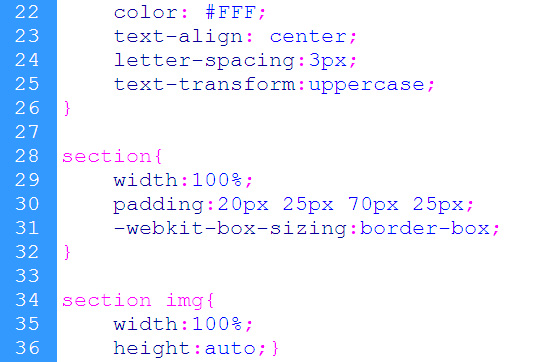 22 color: #FFF;
23 text-align: center;
24 letter-spacing:3px;
25 text-transform:uppercase;
26 }
27
28 section{
29 width:100%;
30 padding:20px 25px 70px 25px;
31 -webkit-box-sizing:border-box;
32 }
33
34 section img{
35 width:100%;
36 height:auto;}